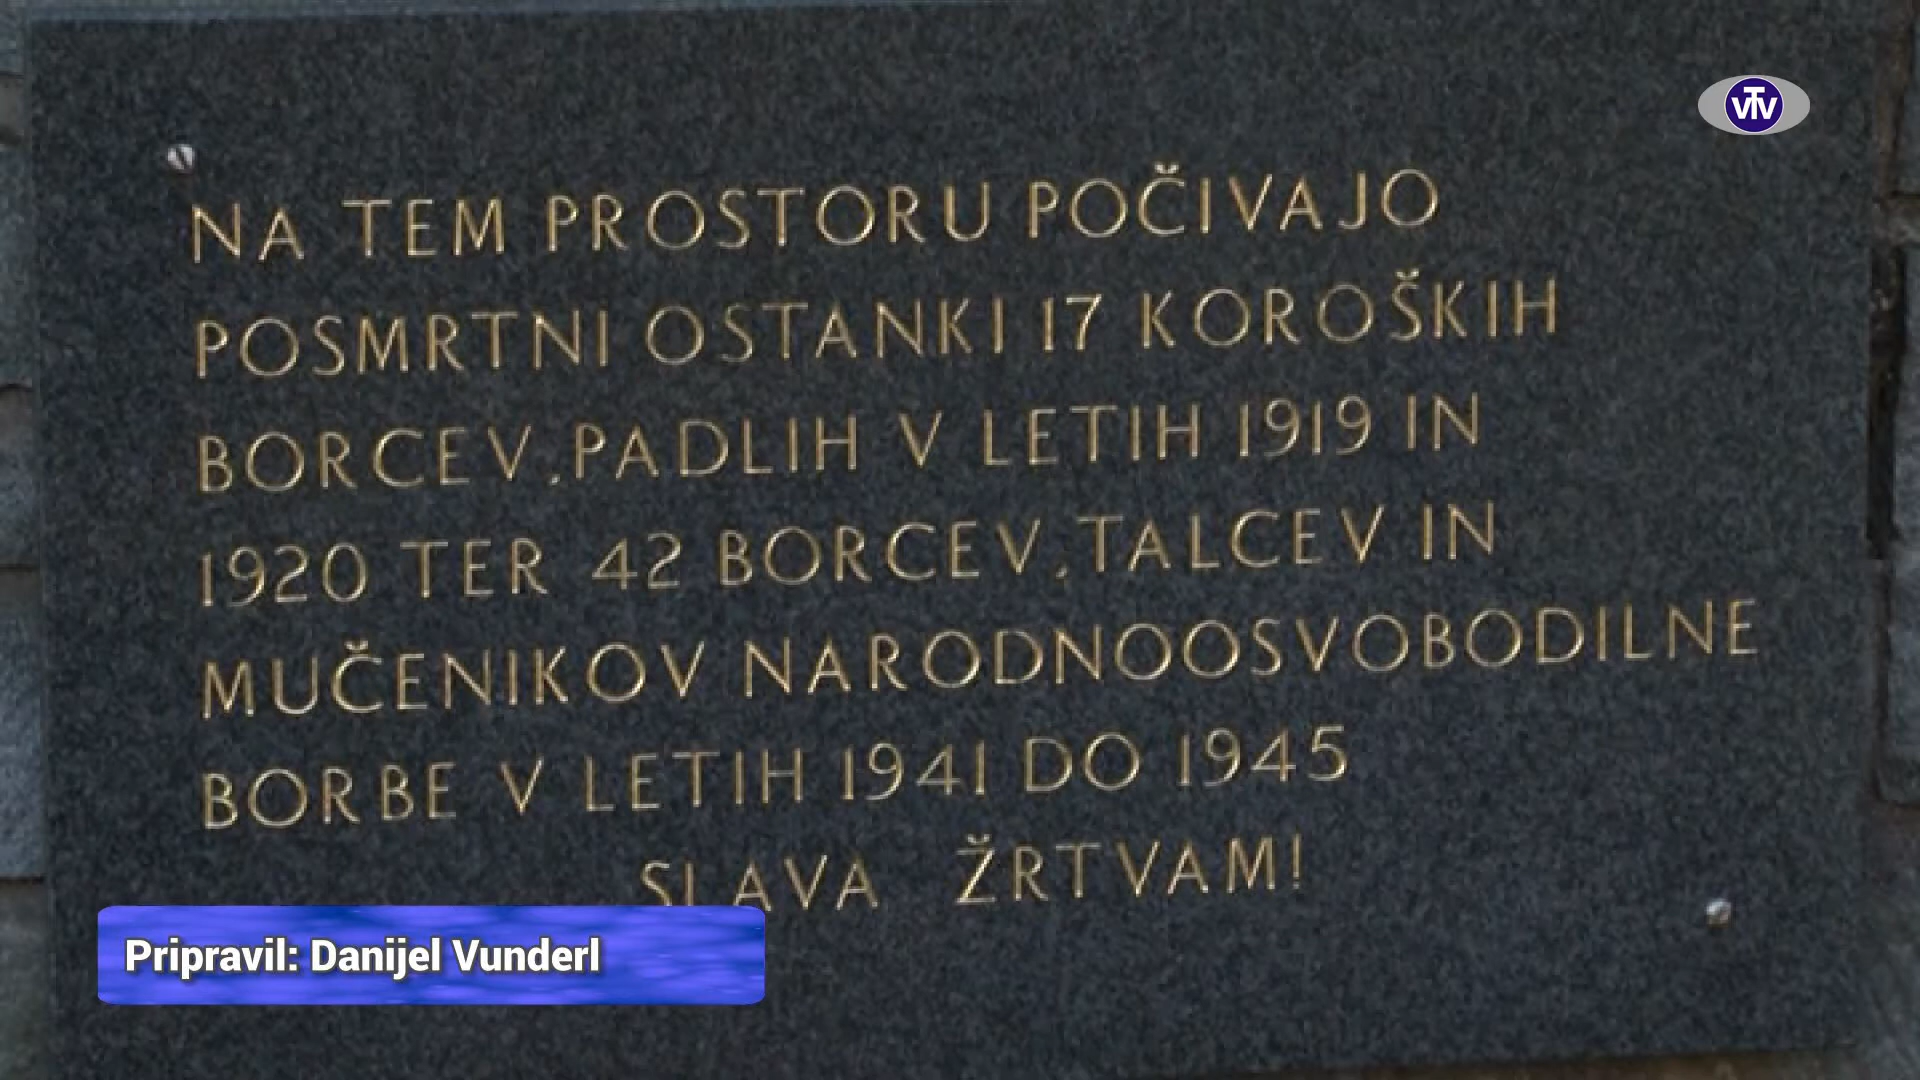 VTV
NA TEM PROSTORU POČIVAJO
POSMRTNI OSTANKI 17 KOROŠKIH
BORCEV,PADLIH V LETIH 1919 IN
1920 TER 42 BORCEV,TALCEV IN
MUČENIKOV NARODNOOSVOBODILNE
BORBE V LETIH 1941 DO 1945
SLAVA ŽRTVAM!
Pripravil: Danijel Vunderl